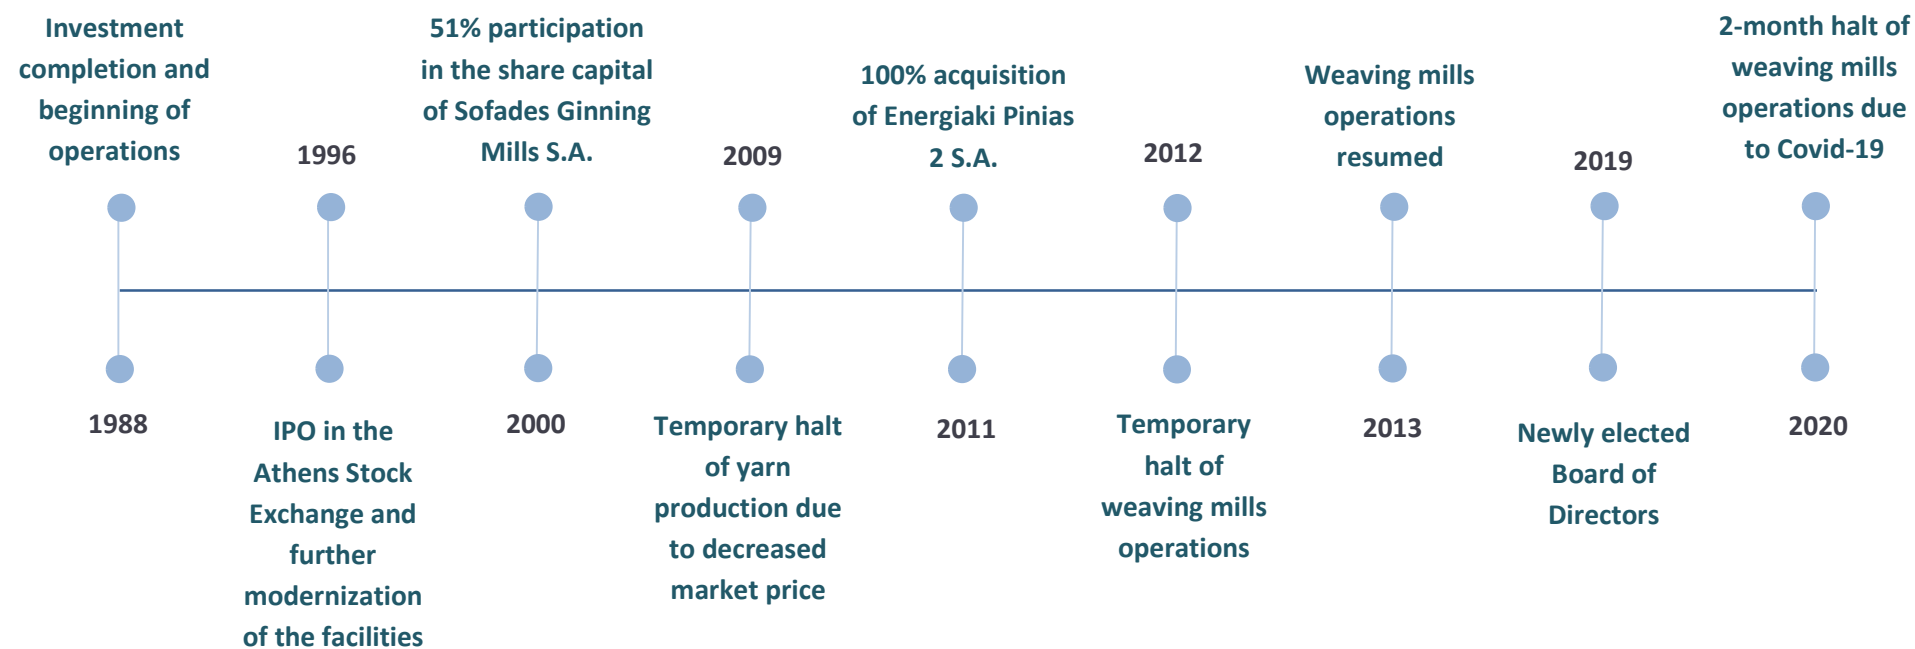 Investment
completion and
beginning of
operations
1988
1996
IPO in the
Athens Stock
Exchange and
further
modernization
of the facilities
51% participation
in the share capital
of Sofades Ginning
Mills S.A.
2000
2009
Temporary halt
of yarn
production due
to decreased
market price
100% acquisition
of Energiaki Pinias
2 S.A.
2011
2012
Temporary
halt of
weaving mills
operations
Weaving mills
operations
resumed
2013
2019
Newly elected
Board of
Directors
2-month halt of
weaving mills
operations due
to Covid-19
2020